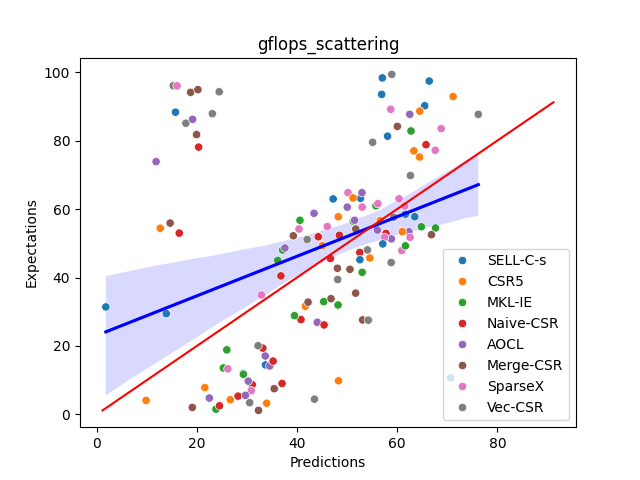 gflops_scattering
Expectations
100
80
60
40
20
0
0 20 40 60 80
Predictions
SELL-C-s
CSR5
MKL-IE
Naive-CSR
AOCL
Merge-CSR
SparseX
Vec-CSR